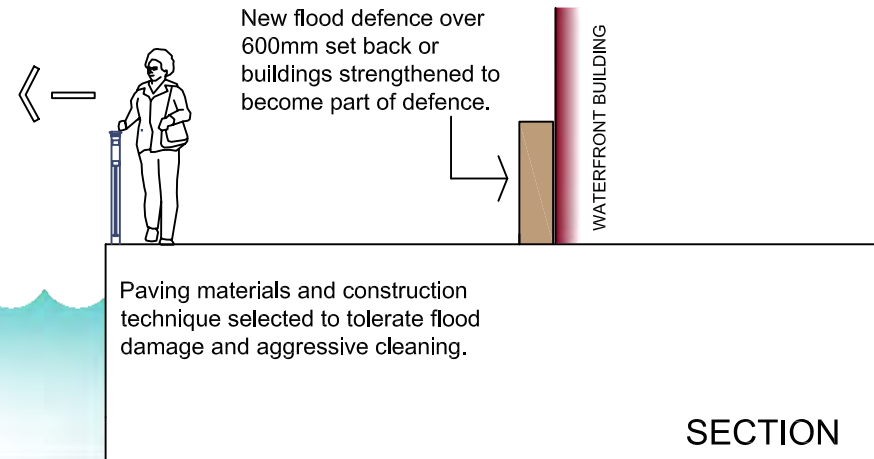 New flood defence over
600mm set back or
buildings strengthened to
become part of defence.
WATERFRONT BUILDING
Paving materials and construction
technique selected to tolerate flood
damage and aggressive cleaning.
SECTION